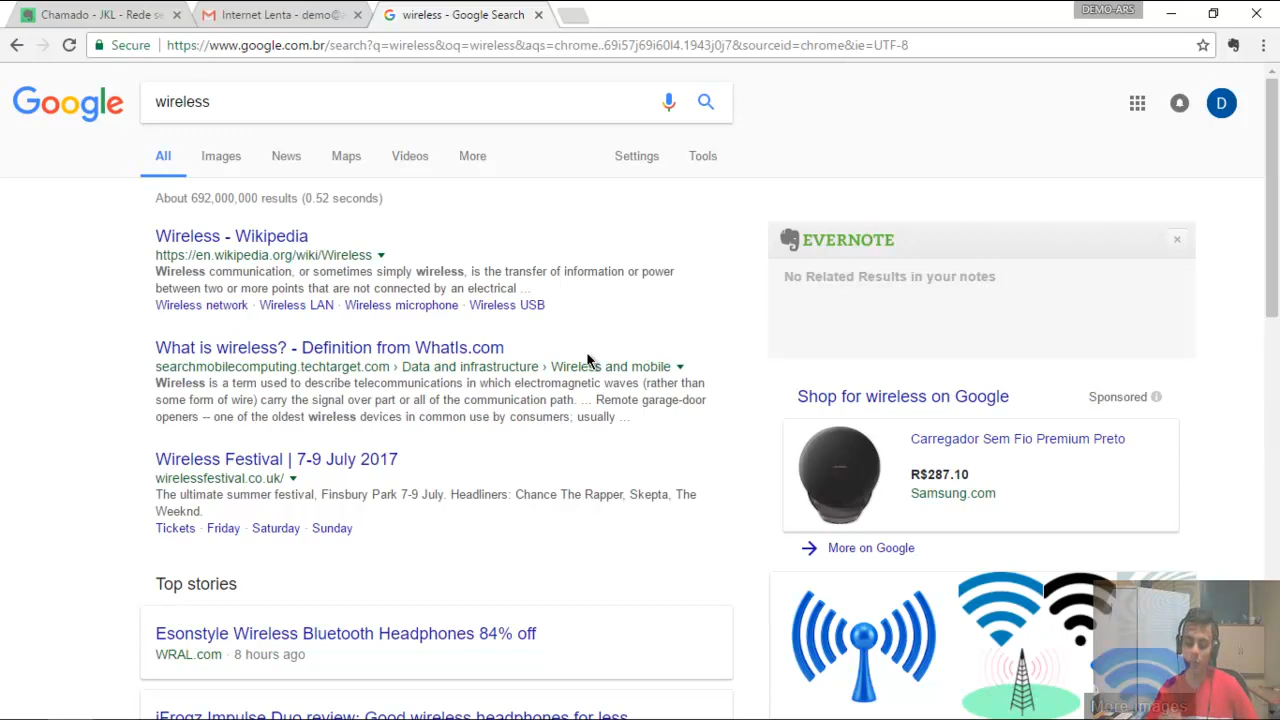 Chamado - JKL - Rede se
Internet Lenta - demo@a
wireless - Google Search
DEMO-ARS
Secure
https://www.google.com.br/search?q=wireless&oq=wireless&aqs=chrome..69i57j69i60l4.1943j0j7&sourceid=chrome&ie=UTF-8
Google
wireless
D
All Images News Maps Videos More Settings Tools
About 692,000,000 results (0.52 seconds)
Wireless - Wikipedia
https://en.wikipedia.org/wiki/Wireless
Wireless communication, or sometimes simply wireless, is the transfer of information or power
between two or more points that are not connected by an electrical ...
Wireless network · Wireless LAN · Wireless microphone · Wireless USB
What is wireless? - Definition from WhatIs.com
searchmobilecomputing.techtarget.com › Data and infrastructure › Wireless and mobile
Wireless is a term used to describe telecommunications in which electromagnetic waves (rather than
some form of wire) carry the signal over part or all of the communication path. ... Remote garage-door
openers -- one of the oldest wireless devices in common use by consumers; usually ...
Wireless Festival | 7-9 July 2017
wirelessfestival.co.uk/
The ultimate summer festival, Finsbury Park 7-9 July. Headliners: Chance The Rapper, Skepta, The
Weeknd.
Tickets · Friday · Saturday · Sunday
Top stories
Esonstyle Wireless Bluetooth Headphones 84% off
WRAL.com · 8 hours ago
iFrogz Impulse Duo review: Good wireless headphones for less
EVERNOTE
No Related Results in your notes
Shop for wireless on Google
Sponsored
Carregador Sem Fio Premium Preto
R$287.10
Samsung.com
More on Google
More images